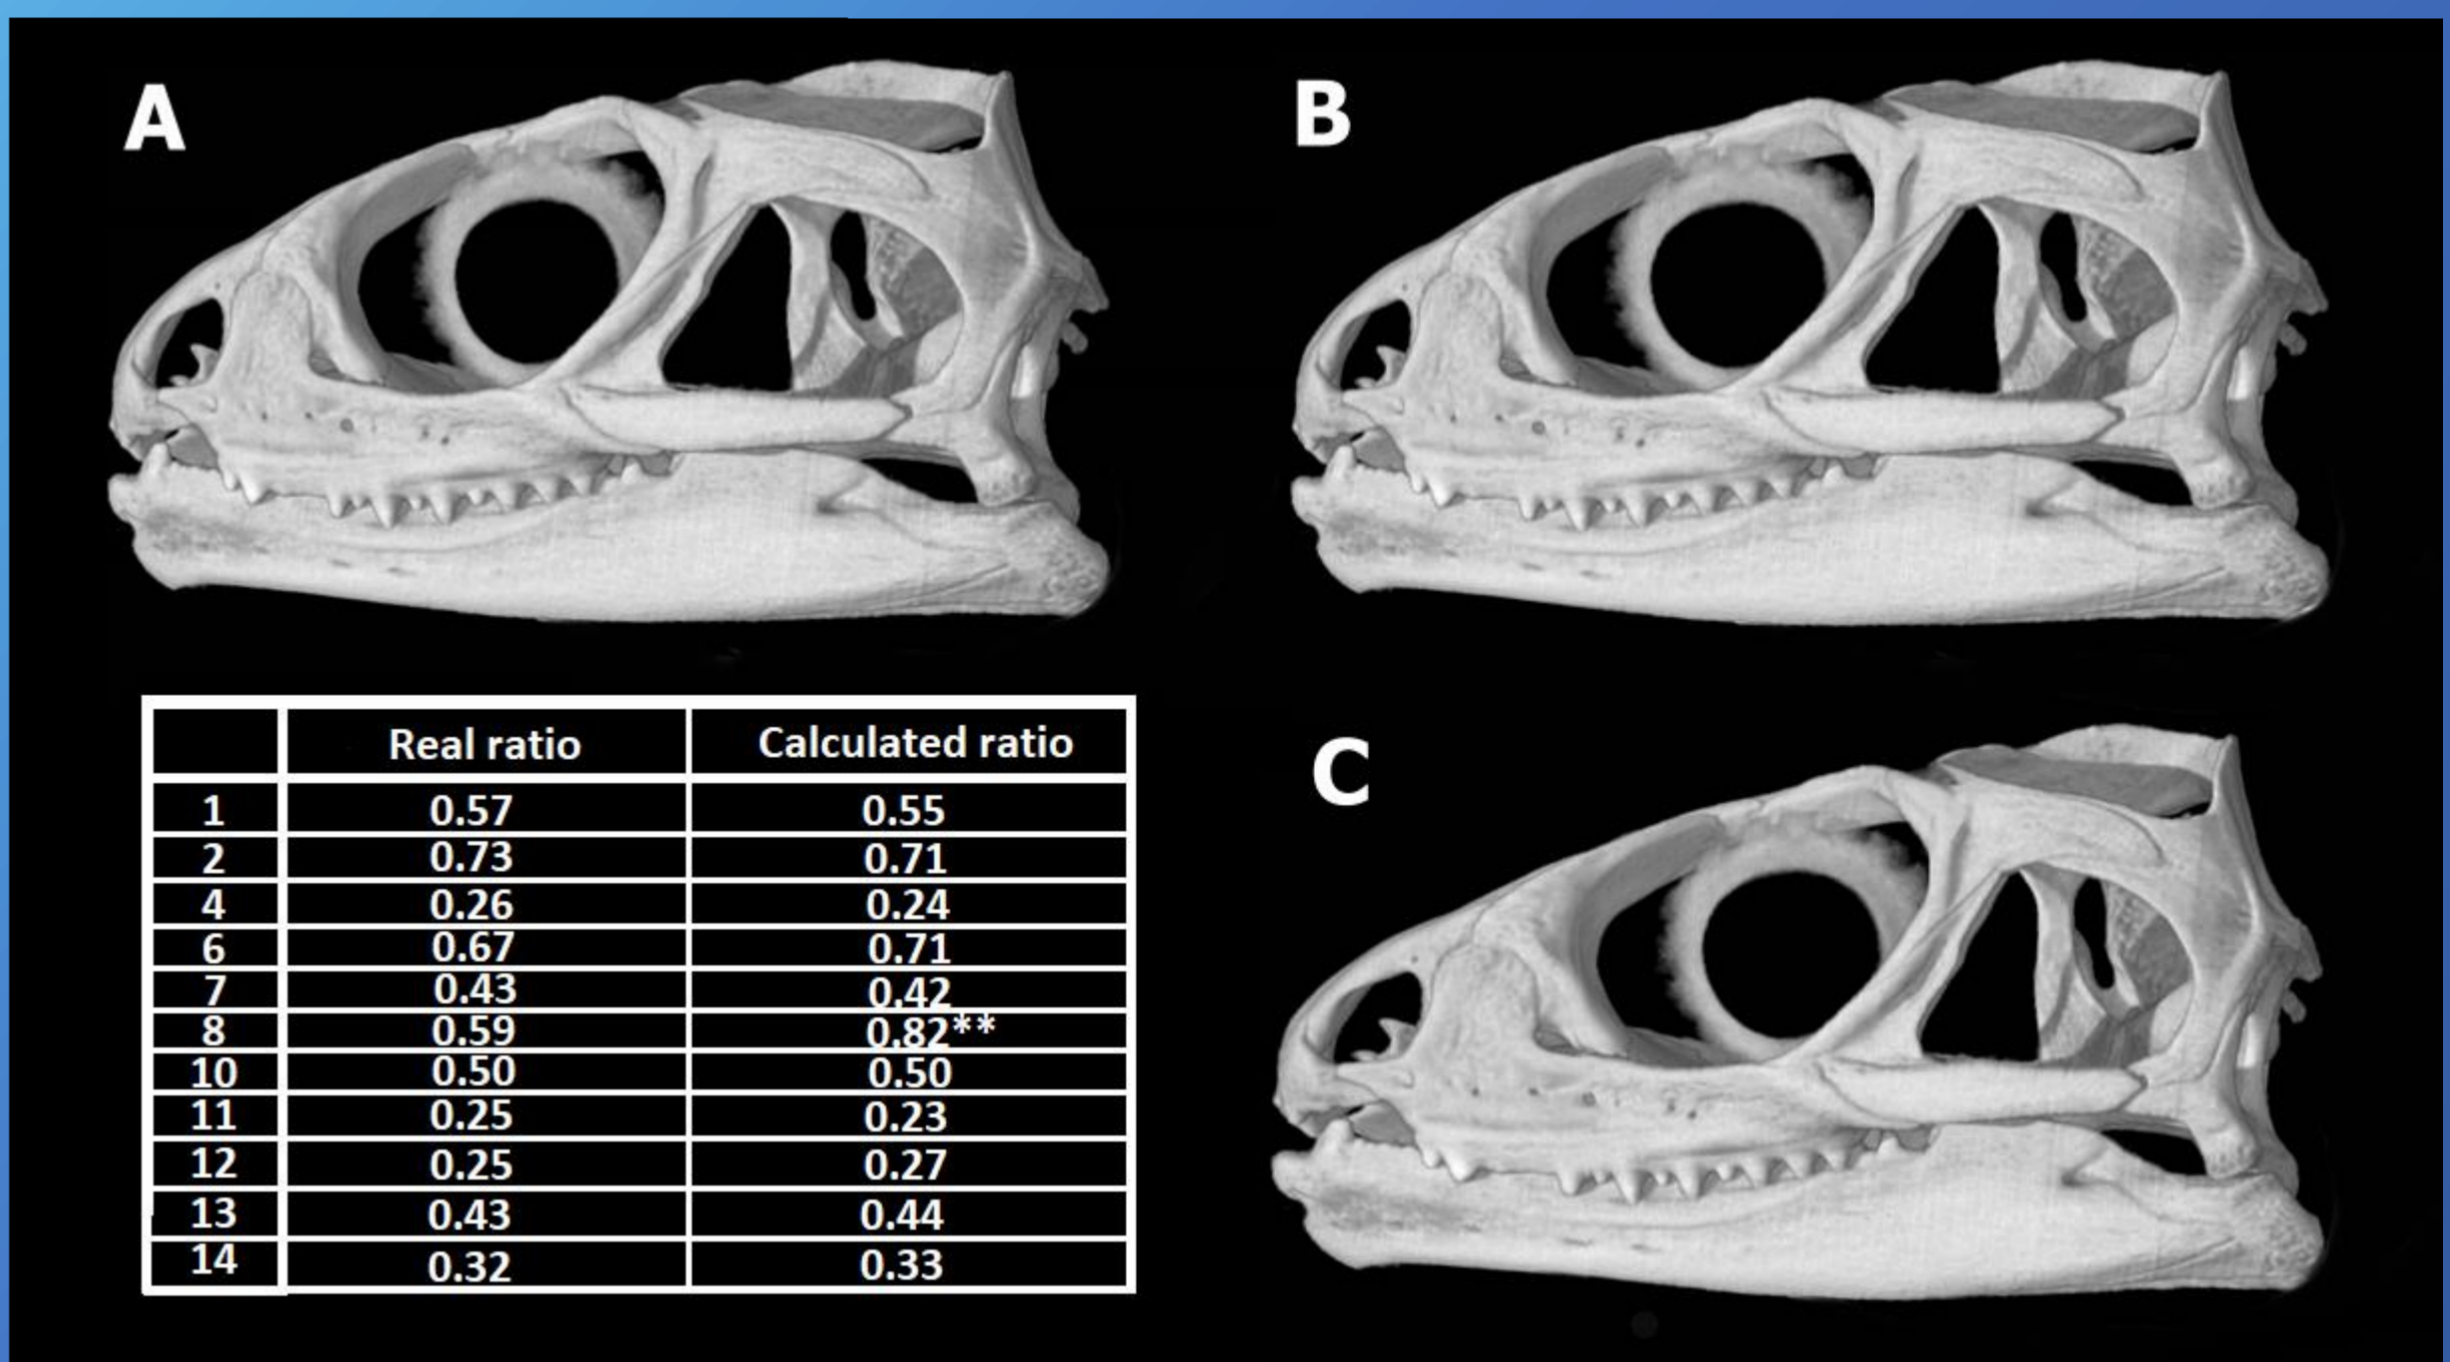 A
B
Real ratio Calculated ratio
1 0.57 0.55
2 0.73 0.71
4 0.26 0.24
6 0.67 0.71
7 0.43 0.42
8 0.59 0.82**
10 0.50 0.50
11 0.25 0.23
12 0.25 0.27
13 0.43 0.44
14 0.32 0.33
C